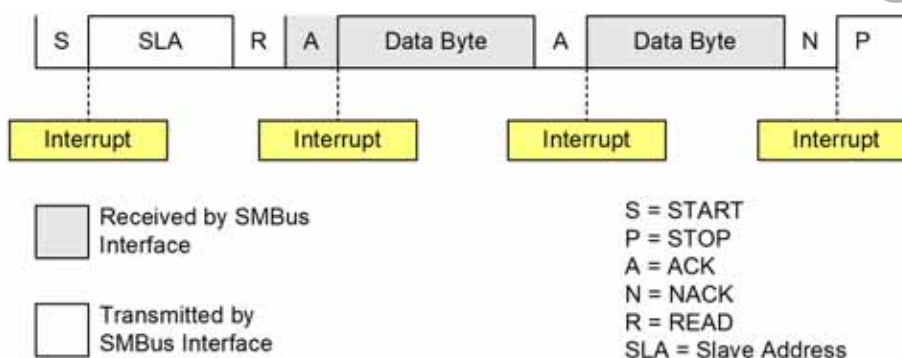 S SLA R A Data Byte A Data Byte N P
Interrupt Interrupt Interrupt Interrupt
Received by SMBus
Interface
Transmitted by
SMBus Interface
S = START
P = STOP
A = ACK
N = NACK
R = READ
SLA = Slave Address